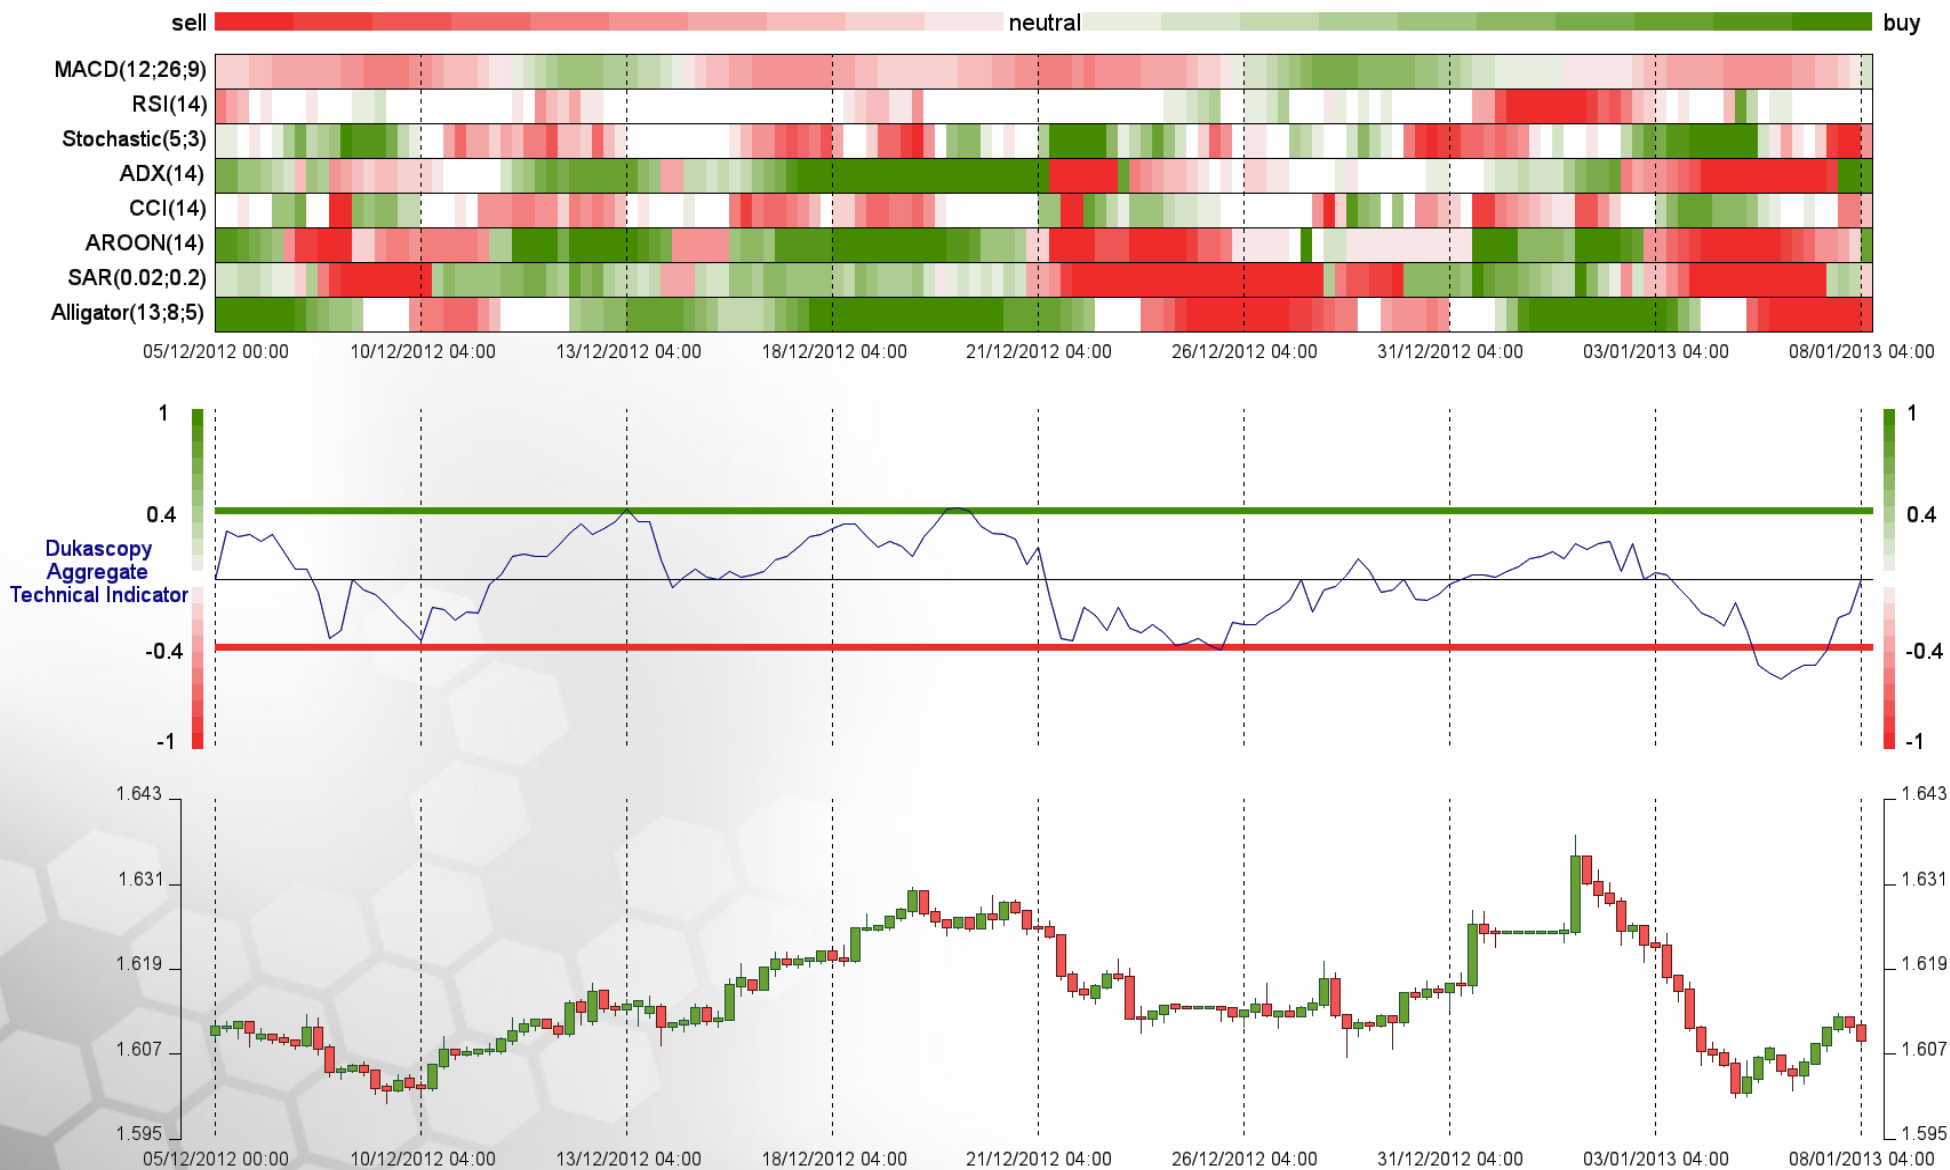 sell neutral buy
MACD(12;26;9)
RSI(14)
Stochastic(5;3)
ADX(14)
CCI(14)
AROON(14)
SAR(0.02;0.2)
Alligator(13;8;5)
05/12/2012 00:00 10/12/2012 04:00 13/12/2012 04:00 18/12/2012 04:00 21/12/2012 04:00 26/12/2012 04:00 31/12/2012 04:00 03/01/2013 04:00 08/01/2013 04:00
1 1
0.4 0.4
Dukascopy
Aggregate
Technical Indicator
-0.4 -0.4
-1 -1
1.643 1.643
1.631 1.631
1.619 1.619
1.607 1.607
1.595 1.595
05/12/2012 00:00 10/12/2012 04:00 13/12/2012 04:00 18/12/2012 04:00 21/12/2012 04:00 26/12/2012 04:00 31/12/2012 04:00 03/01/2013 04:00 08/01/2013 04:00